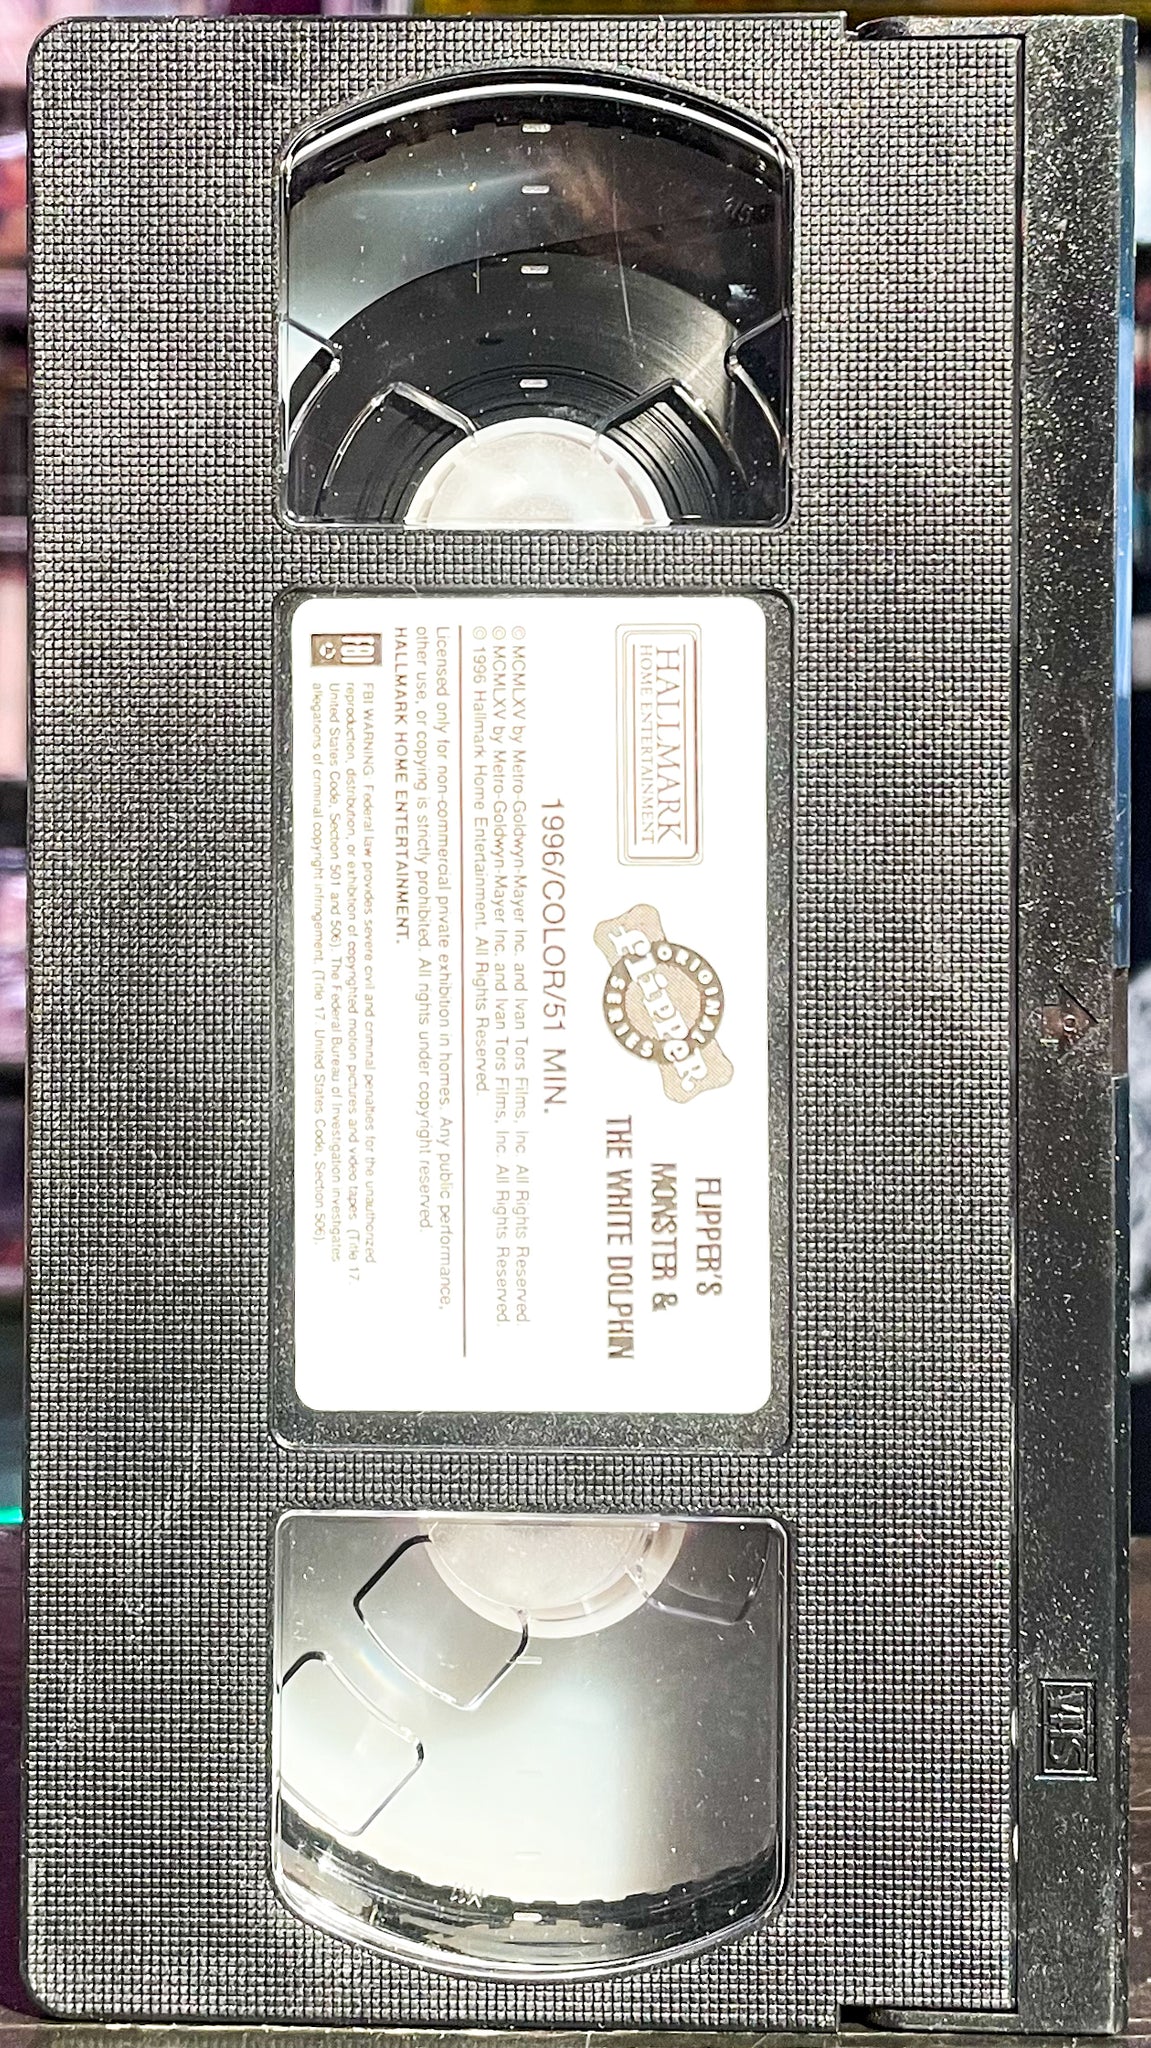 HALLMARK
HOME ENTERTAINMENT
ORIGINAL
flipper
SERIES
FLIPPER'S
MONSTER &
THE WHITE DOLPHIN
1996/COLOR/51 MIN.
© MCMLXV by Metro-Goldwyn-Mayer Inc. and Ivan Tors Films, Inc. All Rights Reserved.
© MCMLXV by Metro-Goldwyn-Mayer Inc. and Ivan Tors Films, Inc. All Rights Reserved.
© 1996 Hallmark Home Entertainment. All Rights Reserved.
Licensed only for non-commercial private exhibition in homes. Any public performance,
other use, or copying is strictly prohibited. All rights under copyright reserved.
HALLMARK HOME ENTERTAINMENT.
FBI
FBI WARNING Federal law provides severe civil and criminal penalties for the unauthorized
reproduction, distribution, or exhibition of copyrighted motion pictures and video tapes (Title 17,
United States Code, Section 501 and 506). The Federal Bureau of Investigation investigates
allegations of criminal copyright infringement. (Title 17 United States Code, Section 506).
VHS